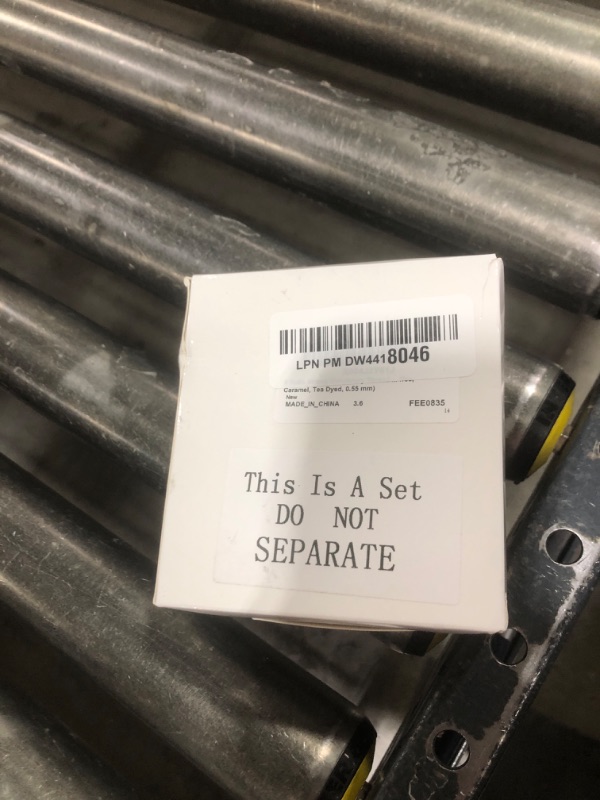 LPN PM DW4418046
Caramel, Tea Dyed, 0.55 mm)
New
MADE_IN_CHINA 3.6 FEE0835
14
This Is A Set
DO NOT
SEPARATE